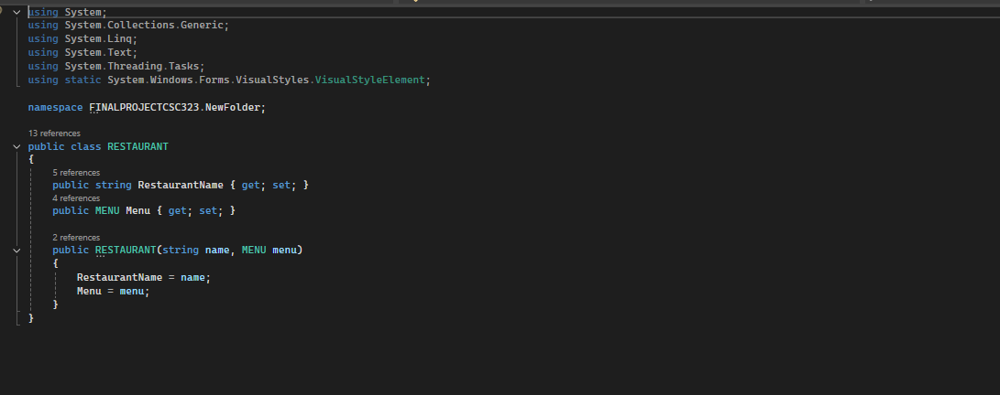 using System;
using System.Collections.Generic;
using System.Linq;
using System.Text;
using System.Threading.Tasks;
using static System.Windows.Forms.VisualStyles.VisualStyleElement;
namespace FINALPROJECTCSC323.NewFolder;
13 references
public class RESTAURANT
{
5 references
public string RestaurantName { get; set; }
4 references
public MENU Menu { get; set; }
2 references
public RESTAURANT(string name, MENU menu)
{
RestaurantName = name;
Menu = menu;
}
}